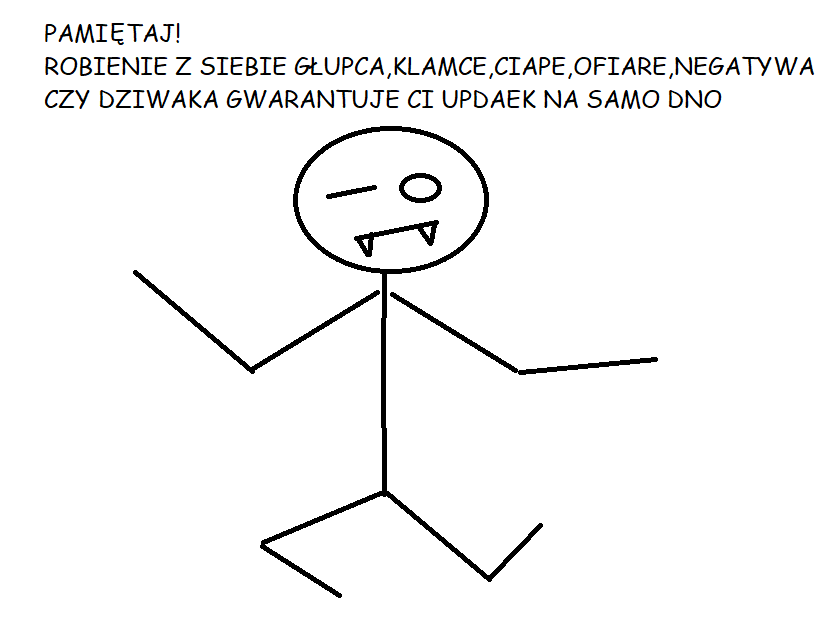 PAMIĘTAJ!
ROBIENIE Z SIEBIE GŁUPCA,KLAMCE,CIAPE,OFIARE,NEGATYWA
CZY DZIWAKA GWARANTUJE CI UPDAEK NA SAMO DNO